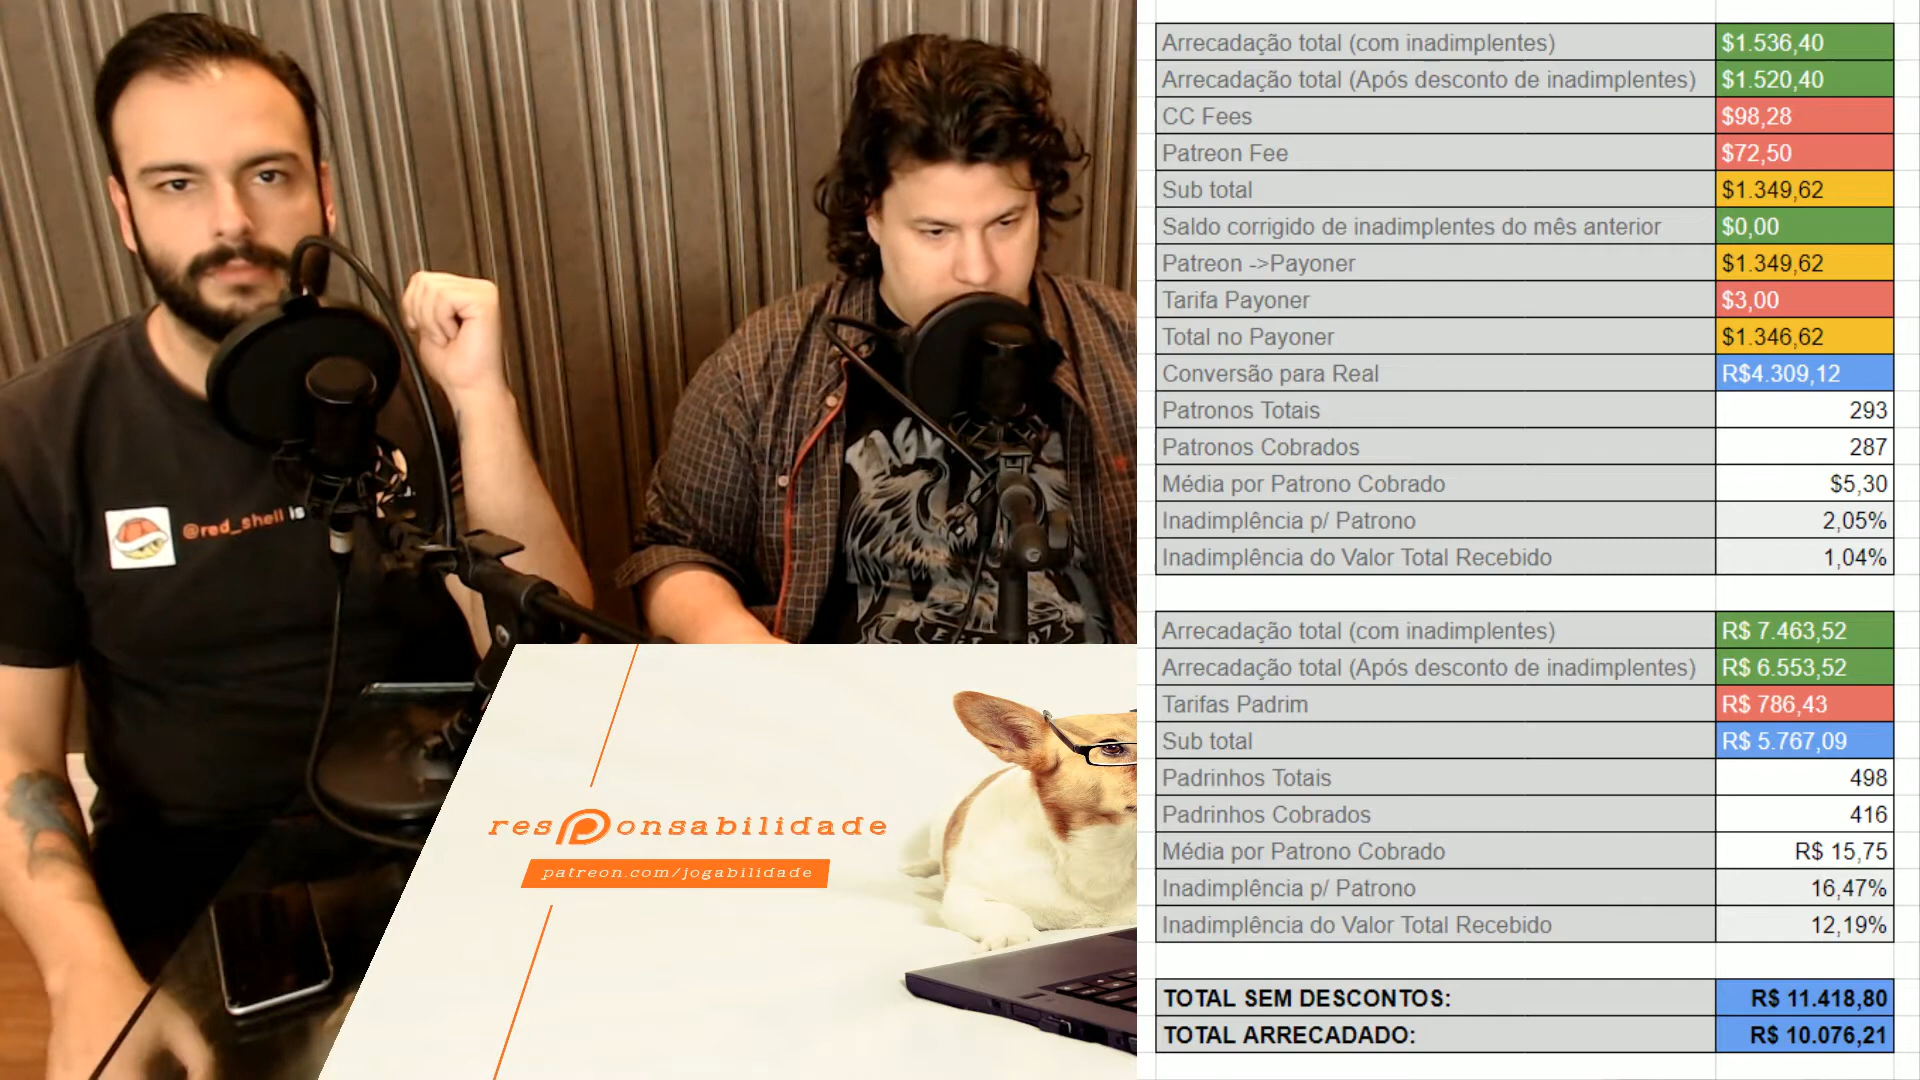 Arrecadação total (com inadimplentes) $1.536,40
Arrecadação total (Após desconto de inadimplentes) $1.520,40
CC Fees $98,28
Patreon Fee $72,50
Sub total $1.349,62
Saldo corrigido de inadimplentes do mês anterior $0,00
Patreon ->Payoner $1.349,62
Tarifa Payoner $3,00
Total no Payoner $1.346,62
Conversão para Real R$4.309,12
Patronos Totais 293
Patronos Cobrados 287
Média por Patrono Cobrado $5,30
Inadimplência p/ Patrono 2,05%
Inadimplência do Valor Total Recebido 1,04%
Arrecadação total (com inadimplentes) R$ 7.463,52
Arrecadação total (Após desconto de inadimplentes) R$ 6.553,52
Tarifas Padrim R$ 786,43
Sub total R$ 5.767,09
Padrinhos Totais 498
Padrinhos Cobrados 416
Média por Patrono Cobrado R$ 15,75
Inadimplência p/ Patrono 16,47%
Inadimplência do Valor Total Recebido 12,19%
TOTAL SEM DESCONTOS: R$ 11.418,80
TOTAL ARRECADADO: R$ 10.076,21
@red_shell is
responsabilidade
patreon.com/jogabilidade